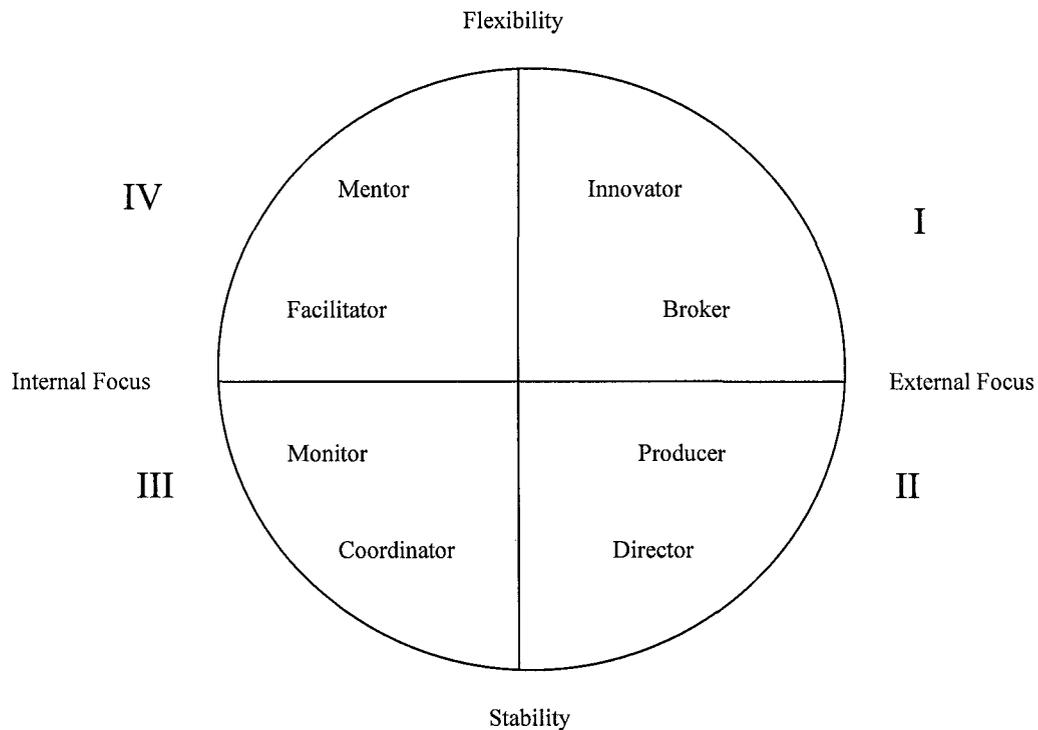 Flexibility
IV
Mentor
Innovator
I
Facilitator
Broker
Internal Focus
External Focus
Monitor
Producer
III
II
Coordinator
Director
Stability